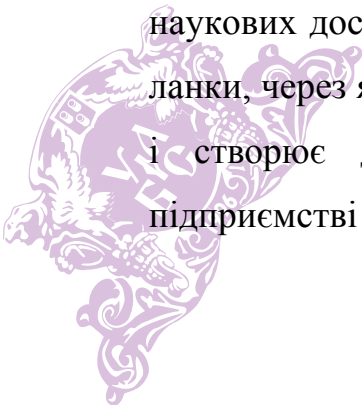 наукових дос
ланки, через я
і створює
підприємстві